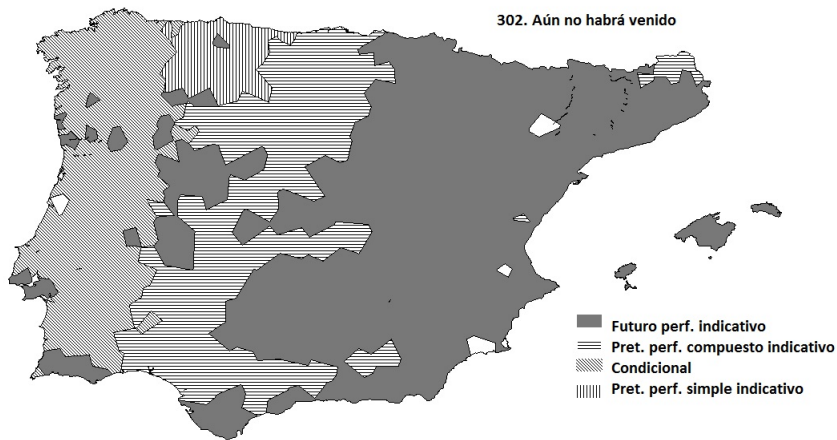 302. Aún no habrá venido
Futuro perf. indicativo
Pret. perf. compuesto indicativo
Condicional
Pret. perf. simple indicativo